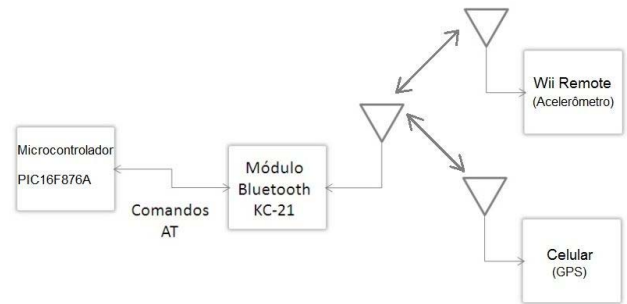 Microcontrolador
PIC16F876A
Comandos
AT
Módulo
Bluetooth
KC-21
Wii Remote
(Acelerômetro)
Celular
(GPS)